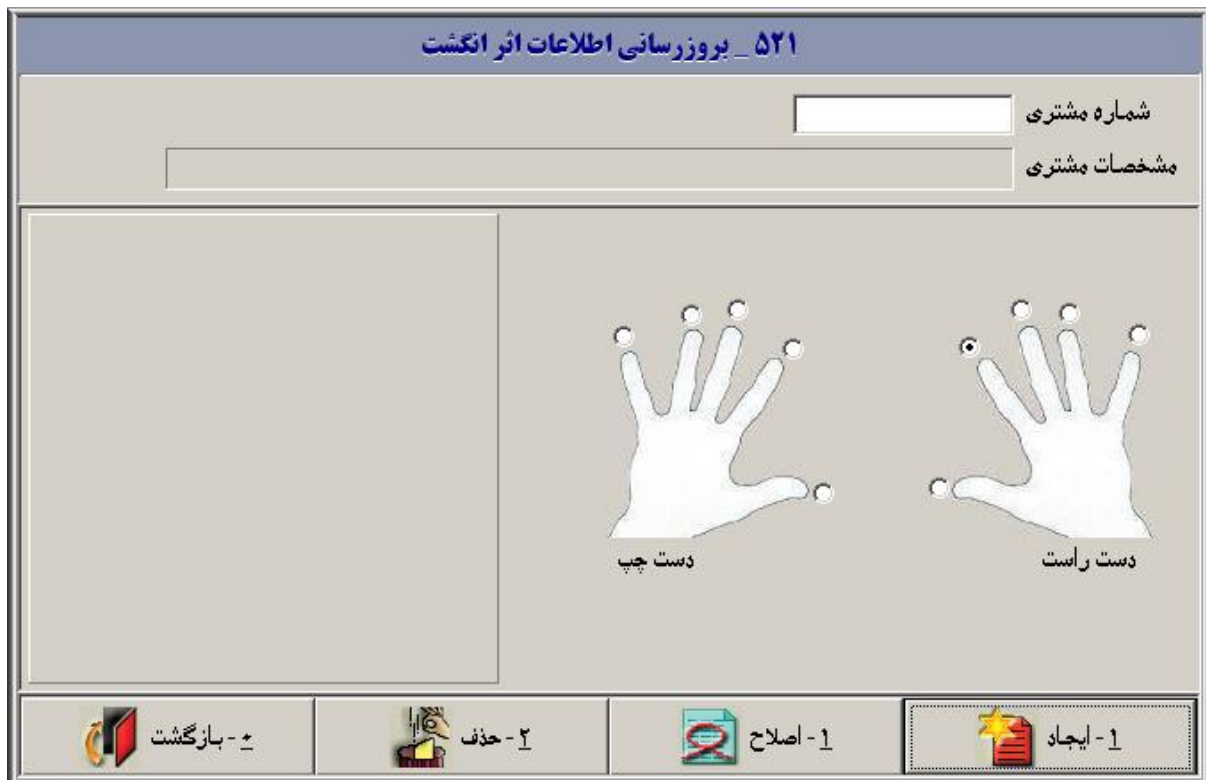 ۵۲۱ _ بروزرسانی اطلاعات اثر انگشت
شماره مشتری
مشخصات مشتری
دست راست
دست چپ
۱ - ایجاد
۱ - اصلاح
۲ - حذف
۰ - بازگشت